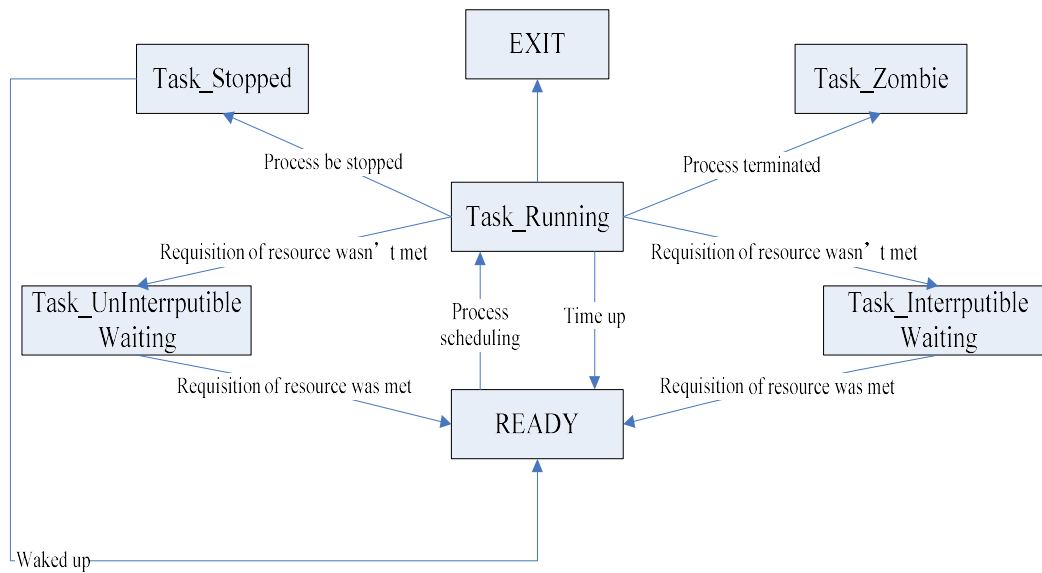 EXIT
Task_Stopped
Task_Zombie
Process be stopped
Process terminated
Task_Running
Requisition of resource wasn’t met
Requisition of resource wasn’t met
Task_UnInterrputible
Waiting
Process
scheduling
Time up
Task_Interrputible
Waiting
Requisition of resource was met
Requisition of resource was met
READY
Waked up